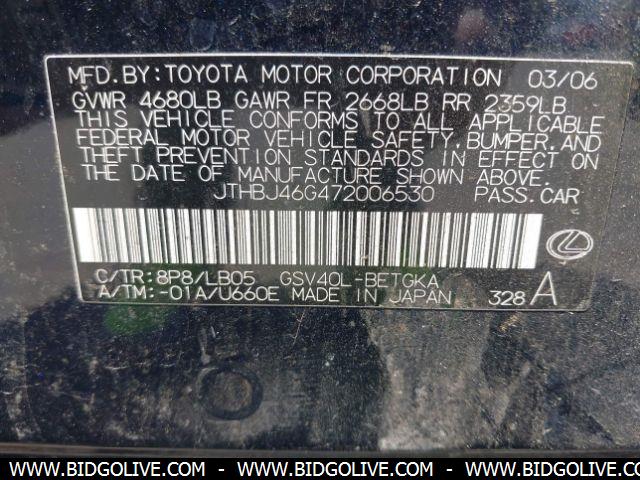 MFD. BY: TOYOTA MOTOR CORPORATION 03/06
GVWR 4680LB GAWR FR 2668LB RR 2359LB
THIS VEHICLE CONFORMS TO ALL APPLICABLE
FEDERAL MOTOR VEHICLE SAFETY, BUMPER, AND
THEFT PREVENTION STANDARDS IN EFFECT ON
THE DATE OF MANUFACTURE SHOWN ABOVE.
JTHBJ46G472006530 PASS. CAR
C/TR: 8P8/LB05 GSV40L-BETGKA
A/TM: -01A/U660E MADE IN JAPAN 328 A
WWW.BIDGOLIVE.COM - WWW.BIDGOLIVE.COM - WWW.BIDGOLIVE.COM